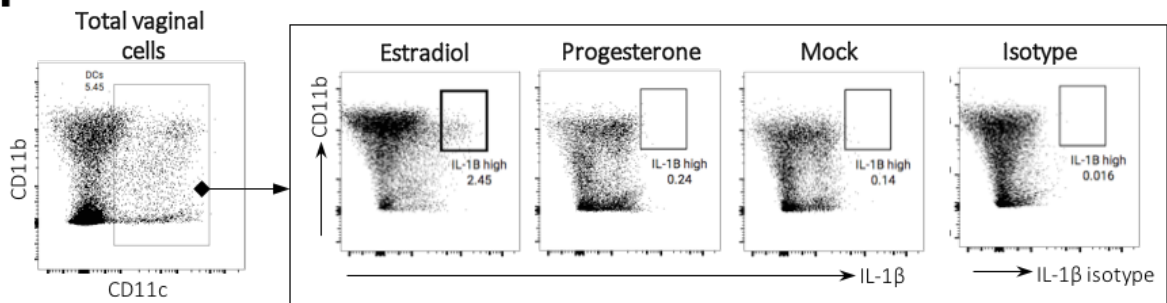 Total vaginal
cells
DCs
5.45
CD11b
CD11c
Estradiol
Progesterone
Mock
Isotype
CD11b
IL-1B high
2.45
IL-1B high
0.24
IL-1B high
0.14
IL-1B high
0.016
IL-1β
IL-1β isotype